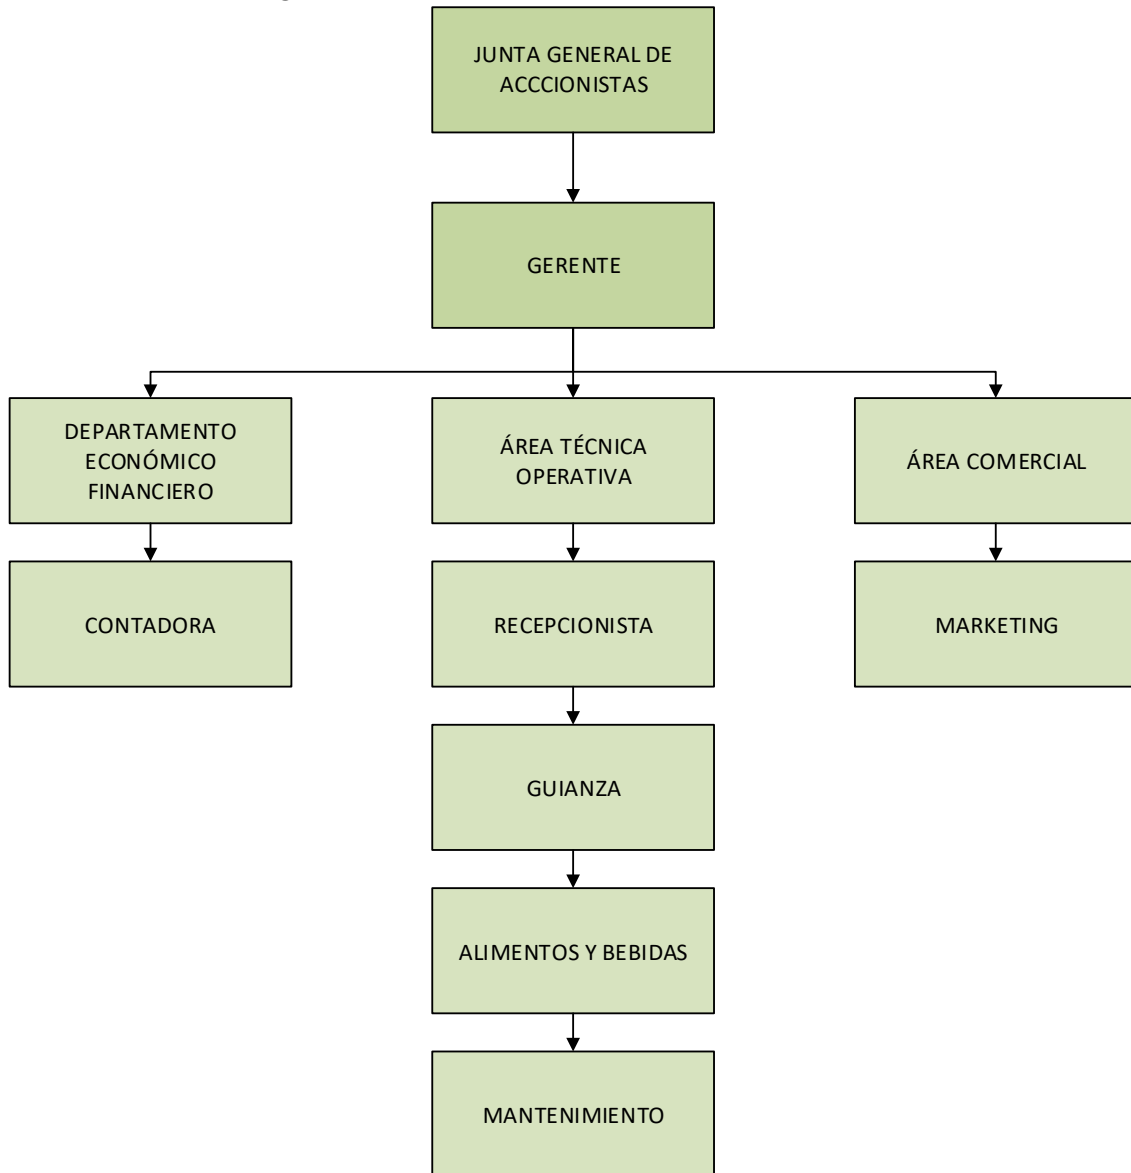 JUNTA GENERAL DE
ACCCIONISTAS
GERENTE
DEPARTAMENTO
ECONÓMICO
FINANCIERO
ÁREA TÉCNICA
OPERATIVA
ÁREA COMERCIAL
CONTADORA
RECEPCIONISTA
MARKETING
GUIANZA
ALIMENTOS Y BEBIDAS
MANTENIMIENTO